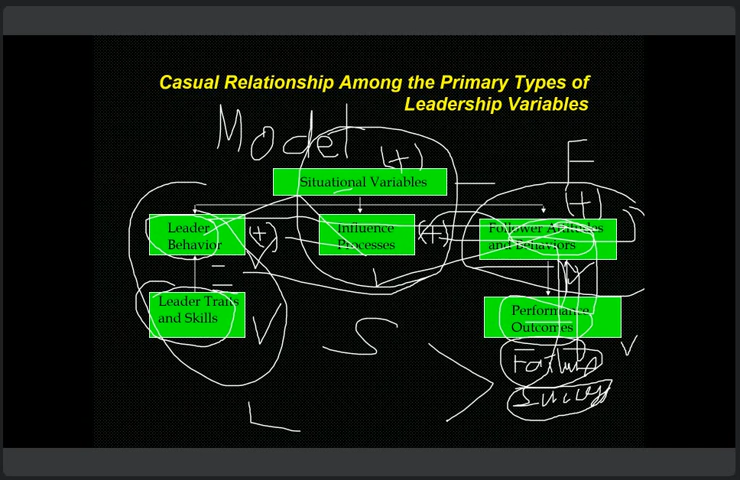 Casual Relationship Among the Primary Types of
Leadership Variables
Model
(+)
F
Situational Variables
(+)
Leader
Behavior
(+)
Influence
Processes
(+)
Follower Attitudes
and Behaviors
Leader Traits
and Skills
V
Performance
Outcomes
V
S
Failure
Success
L